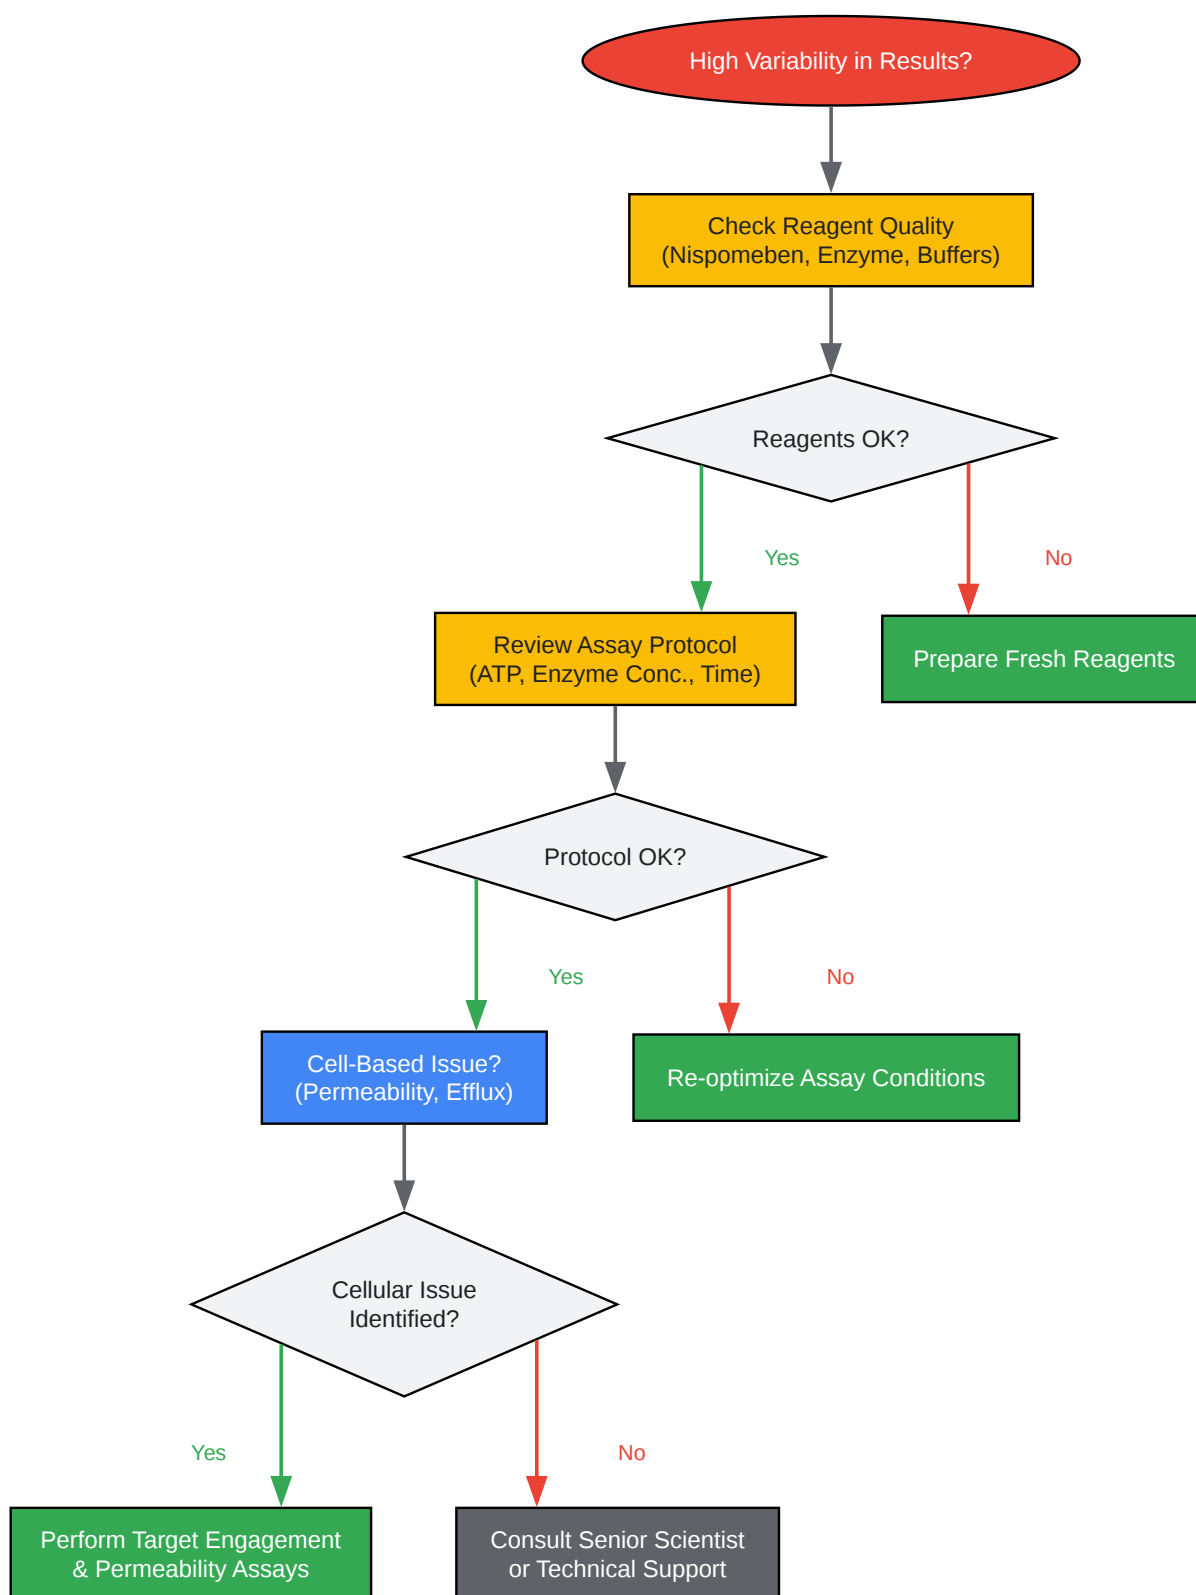 High Variability in Results?
Check Reagent Quality
(Nispomeben, Enzyme, Buffers)
Reagents OK?
Yes
No
Review Assay Protocol
(ATP, Enzyme Conc., Time)
Prepare Fresh Reagents
Protocol OK?
Yes
No
Cell-Based Issue?
(Permeability, Efflux)
Re-optimize Assay Conditions
Cellular Issue
Identified?
Yes
No
Perform Target Engagement
& Permeability Assays
Consult Senior Scientist
or Technical Support